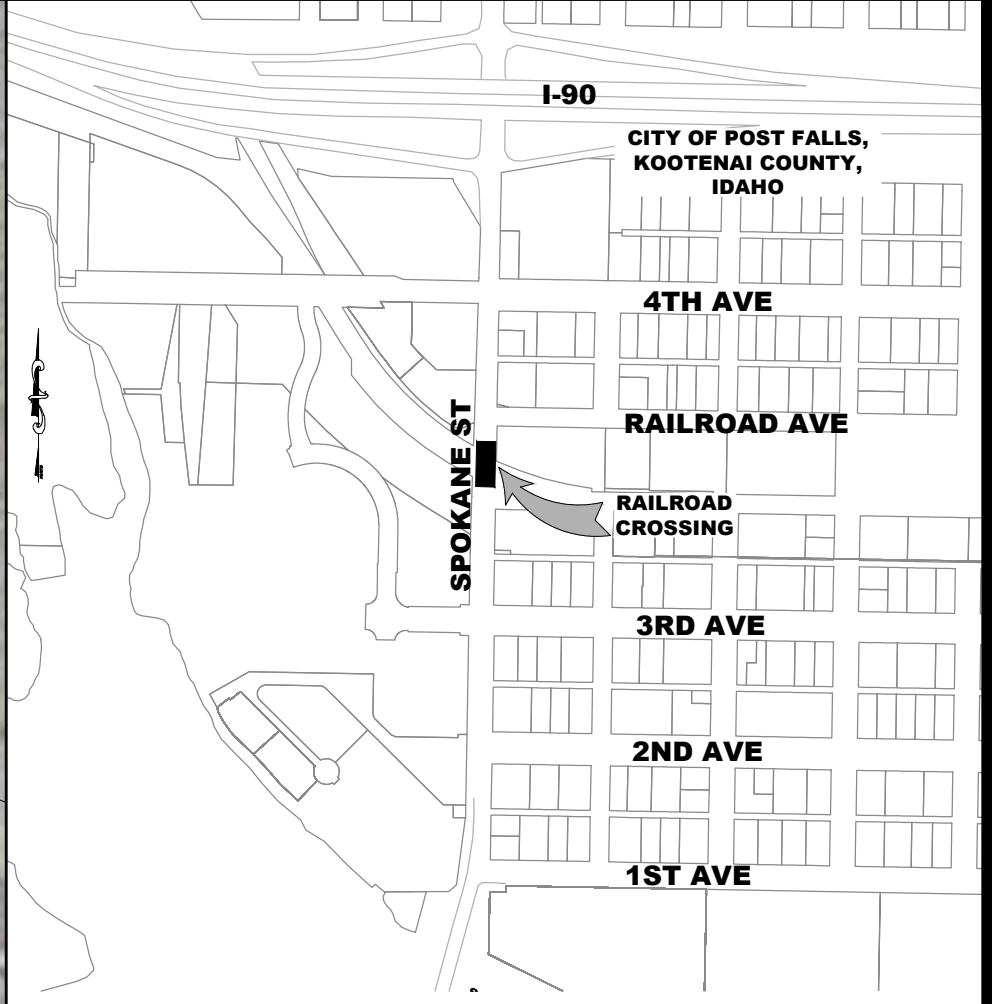 I-90
CITY OF POST FALLS,
KOOTENAI COUNTY,
IDAHO
4TH AVE
RAILROAD AVE
SPOKANE ST
RAILROAD
CROSSING
3RD AVE
2ND AVE
1ST AVE